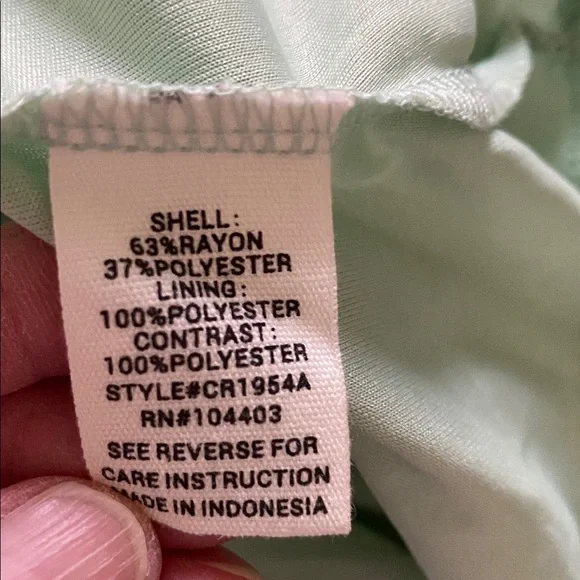 SHELL:
63%RAYON
37%POLYESTER
LINING:
100%POLYESTER
CONTRAST:
100%POLYESTER
STYLE#CR1954A
RN#104403
SEE REVERSE FOR
CARE INSTRUCTION
MADE IN INDONESIA